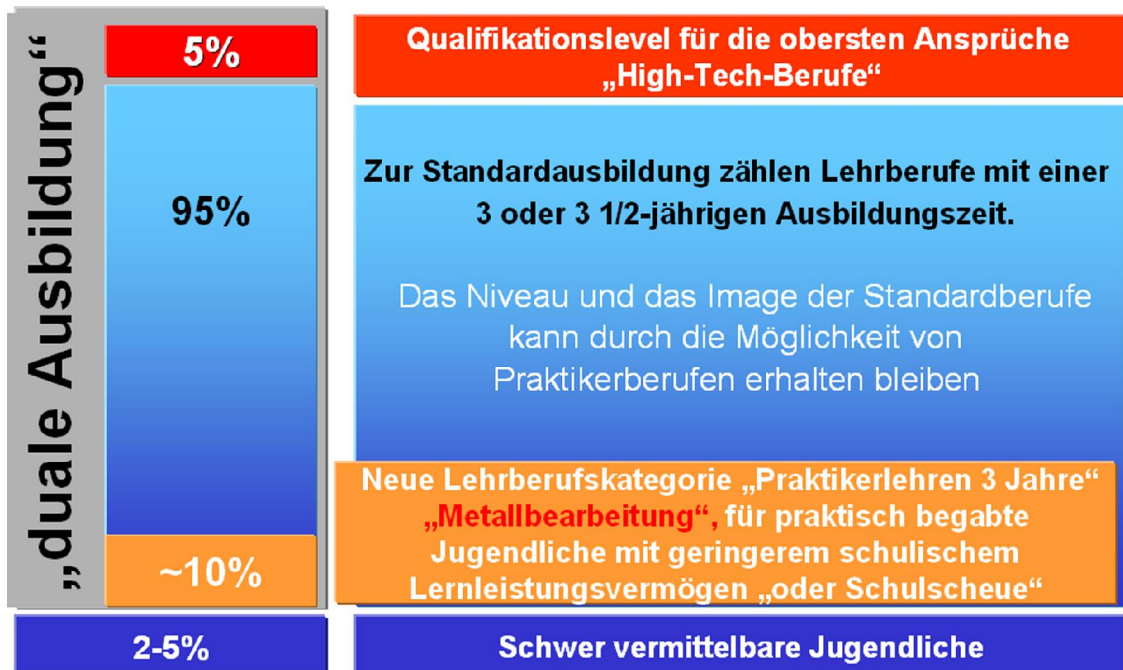 „duale Ausbildung“
5%
Qualifikationslevel für die obersten Ansprüche
„High-Tech-Berufe“
95%
Zur Standardausbildung zählen Lehrberufe mit einer
3 oder 3 1/2-jährigen Ausbildungszeit.
Das Niveau und das Image der Standardberufe
kann durch die Möglichkeit von
Praktikerberufen erhalten bleiben
~10%
Neue Lehrberufskategorie „Praktikerlehren 3 Jahre“
„Metallbearbeitung“, für praktisch begabte
Jugendliche mit geringerem schulischem
Lernleistungsvermögen „oder Schulscheue“
2-5%
Schwer vermittelbare Jugendliche